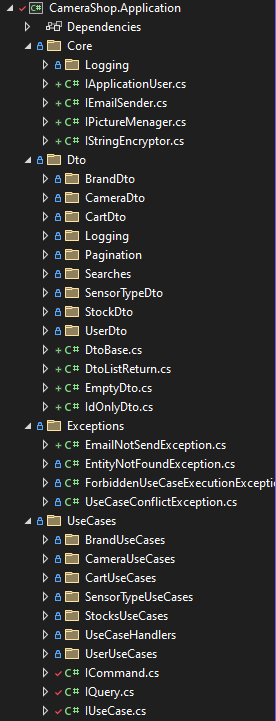 CameraShop.Application
Dependencies
Core
Logging
IApplicationUser.cs
IEmailSender.cs
IPictureMenager.cs
IStringEncryptor.cs
Dto
BrandDto
CameraDto
CartDto
Logging
Pagination
Searches
SensorTypeDto
StockDto
UserDto
DtoBase.cs
DtoListReturn.cs
EmptyDto.cs
IdOnlyDto.cs
Exceptions
EmailNotSendException.cs
EntityNotFoundException.cs
ForbiddenUseCaseExecutionExceptio
UseCaseConflictException.cs
UseCases
BrandUseCases
CameraUseCases
CartUseCases
SensorTypeUseCases
StocksUseCases
UseCaseHandlers
UserUseCases
ICommand.cs
IQuery.cs
IUseCase.cs